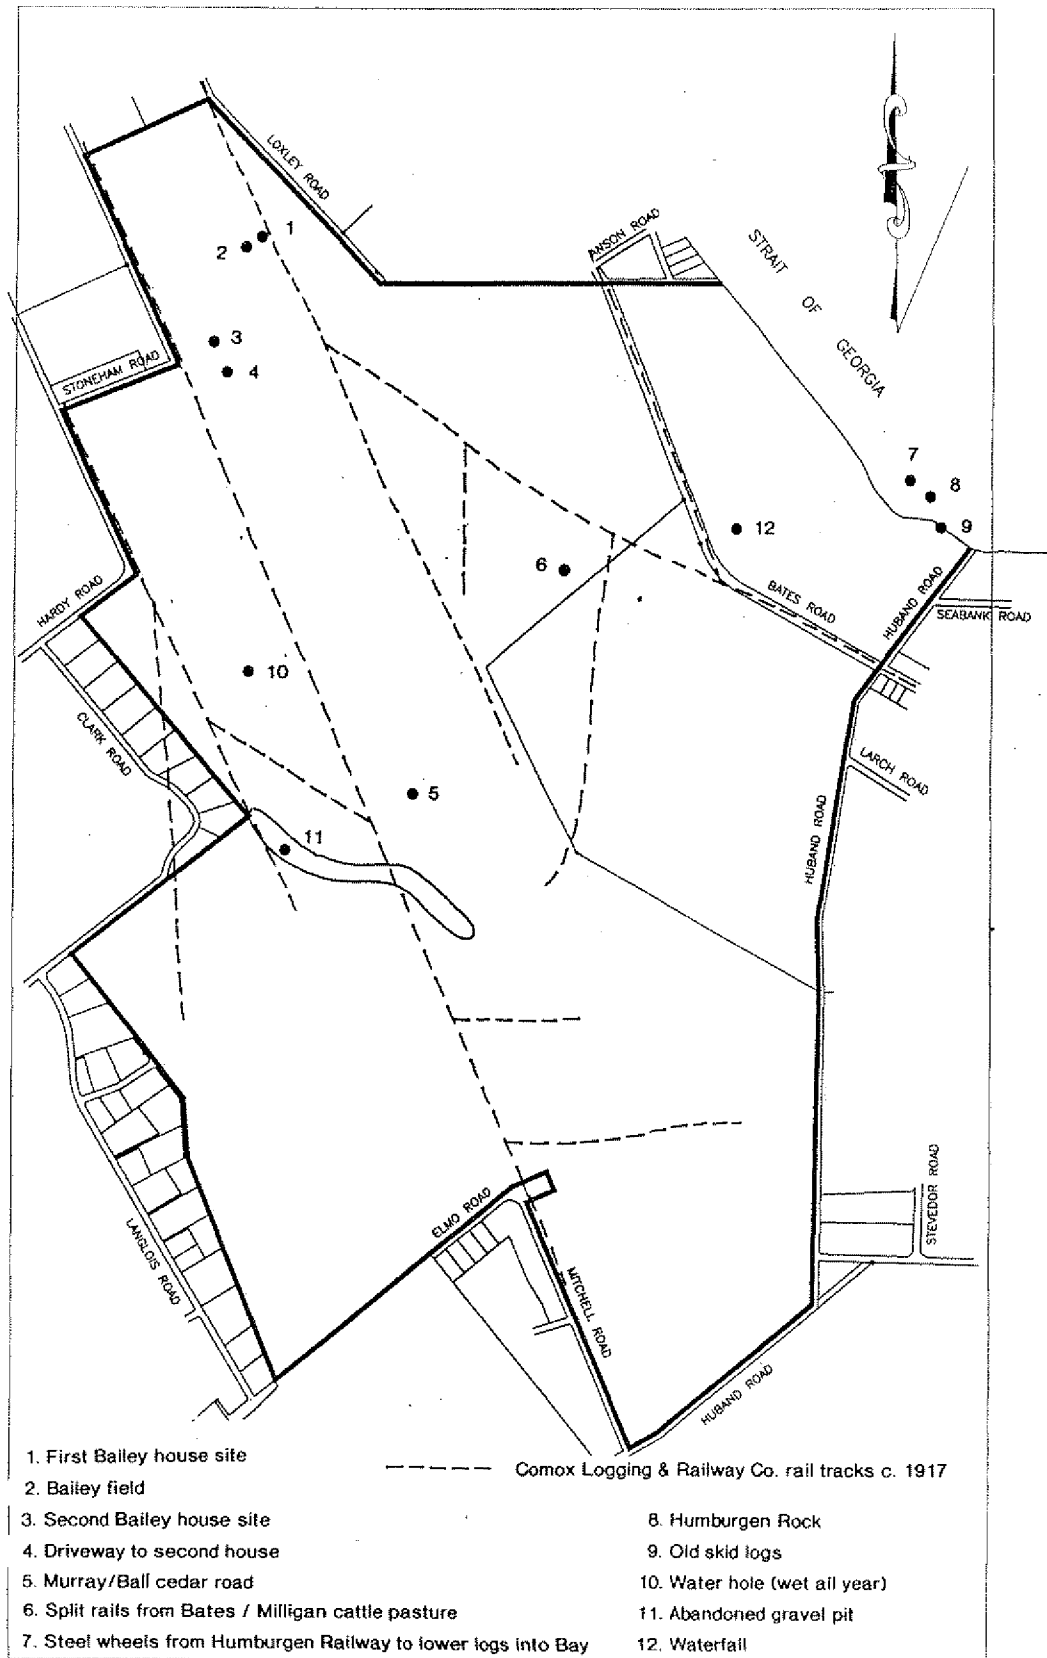 LOXLEY ROAD
1
2
ANSON ROAD
STRAIT
OF
GEORGIA
3
STONEHAM ROAD
4
7
8
12
9
6
BATES ROAD
HUBAND ROAD
SEABANK ROAD
HARDY ROAD
10
CLARK ROAD
LARCH ROAD
5
HUBAND ROAD
11
STEVEDOR ROAD
ELMO ROAD
LANGLOIS ROAD
MITCHELL ROAD
HUBAND ROAD
1. First Bailey house site
Comox Logging & Railway Co. rail tracks c. 1917
2. Bailey field
3. Second Bailey house site
4. Driveway to second house
5. Murray/Ball cedar road
6. Split rails from Bates / Milligan cattle pasture
7. Steel wheels from Humburgen Railway to lower logs into Bay
8. Humburgen Rock
9. Old skid logs
10. Water hole (wet all year)
11. Abandoned gravel pit
12. Waterfall